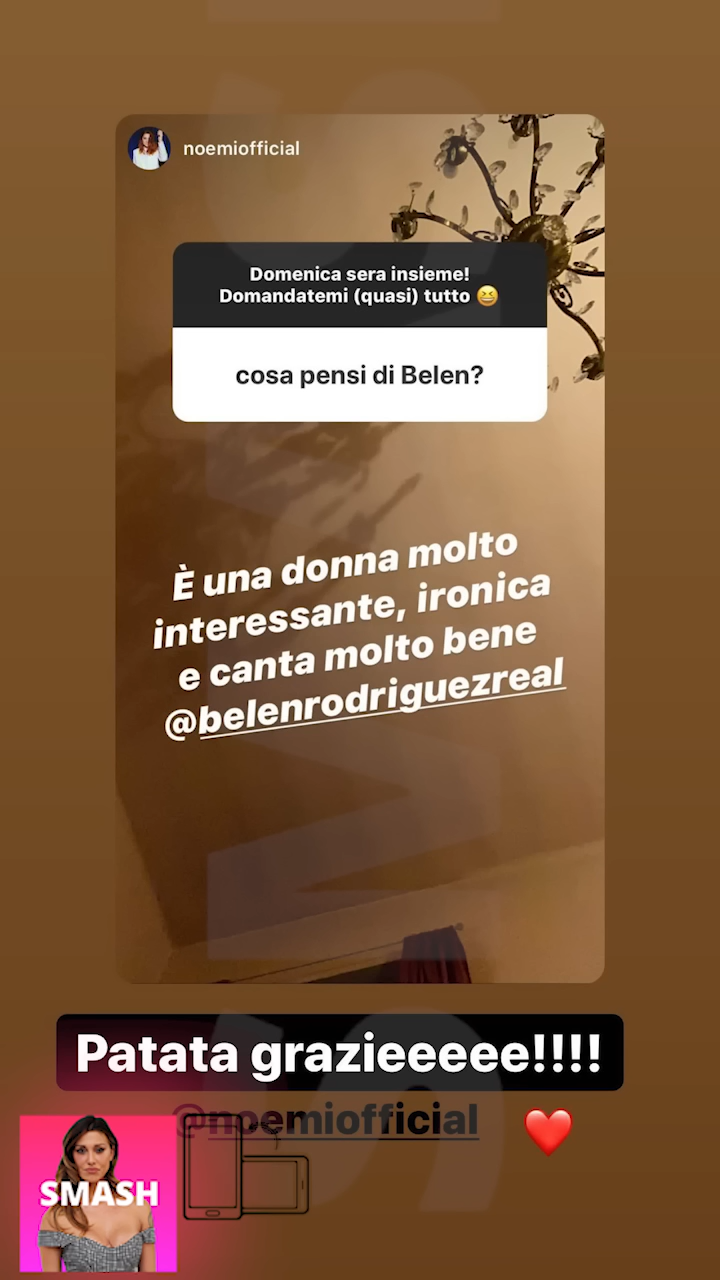 noemiofficial
Domenica sera insieme!
Domandatemi (quasi) tutto 😆
cosa pensi di Belen?
È una donna molto
interessante, ironica
e canta molto bene
@belenrodriguezreal
Patata grazieeeee!!!!
@noemiofficial ❤️
SMASH